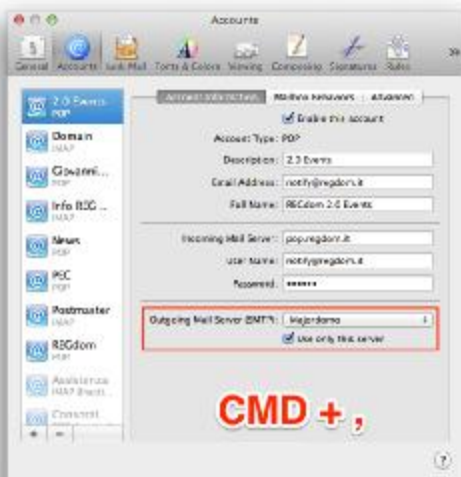 Accounts
General Accounts Junk Mail Fonts & Colors Viewing Composing Signatures Rules
Account Information Mailbox Behaviors Advanced
2.0 Events
POP
Domain
IMAP
Giovanni...
POP
Info REG ...
POP
News
POP
PEC
POP
Postmaster
IMAP
REGdom
POP
Assistenza
IMAP
Enable this account
Account Type: POP
Description: 2.0 Events
Email Address: notify@regdom.it
Full Name: REGdom 2.0 Events
Incoming Mail Server: pop.regdom.it
User Name: notify@regdom.it
Password: ••••••
Outgoing Mail Server (SMTP): Majordomo
Use only this server
CMD + ,
?